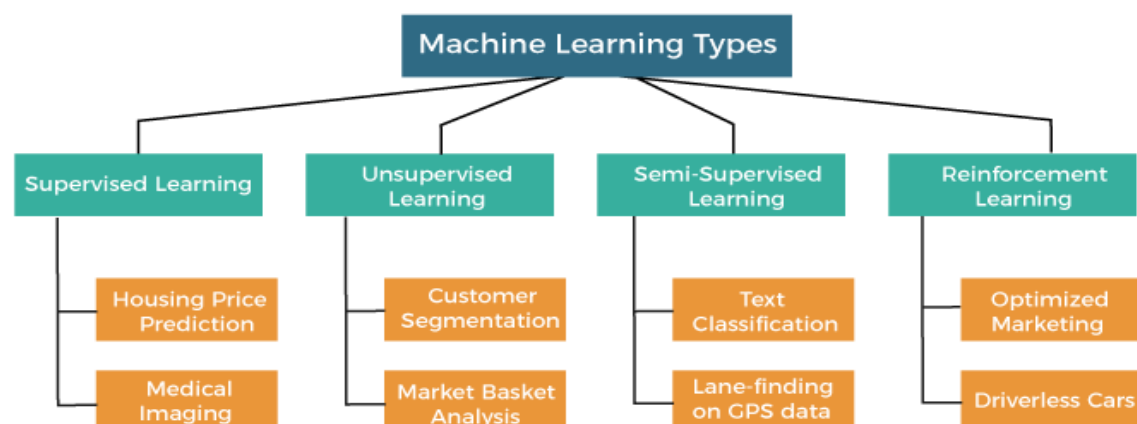 Machine Learning Types
Supervised Learning
Unsupervised
Learning
Semi-Supervised
Learning
Reinforcement
Learning
Housing Price
Prediction
Customer
Segmentation
Text
Classification
Optimized
Marketing
Medical
Imaging
Market Basket
Analysis
Lane-finding
on GPS data
Driverless Cars